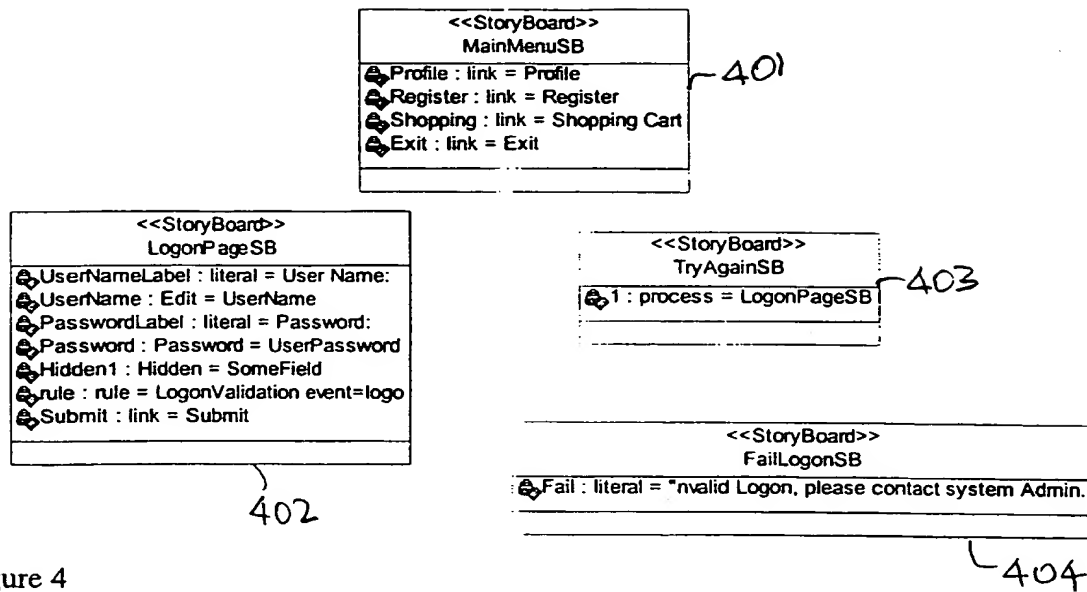 <<StoryBoard>>
MainMenuSB
Profile : link = Profile
Register : link = Register
Shopping : link = Shopping Cart
Exit : link = Exit
401
<<StoryBoard>>
LogonPageSB
UserNameLabel : literal = User Name:
UserName : Edit = UserName
PasswordLabel : literal = Password:
Password : Password = UserPassword
Hidden1 : Hidden = SomeField
rule : rule = LogonValidation event=logo
Submit : link = Submit
402
<<StoryBoard>>
TryAgainSB
1 : process = LogonPageSB
403
<<StoryBoard>>
FailLogonSB
Fail : literal = "nvalid Logon, please contact system Admin.
404
ure 4